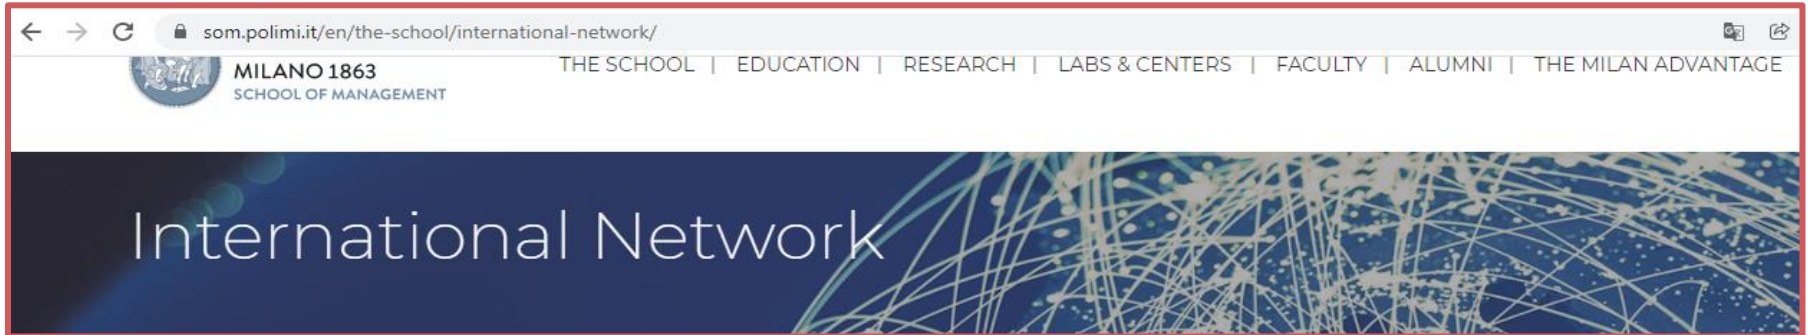 som.polimi.it/en/the-school/international-network/
MILANO 1863
SCHOOL OF MANAGEMENT
THE SCHOOL | EDUCATION | RESEARCH | LABS & CENTERS | FACULTY | ALUMNI | THE MILAN ADVANTAGE
International Network